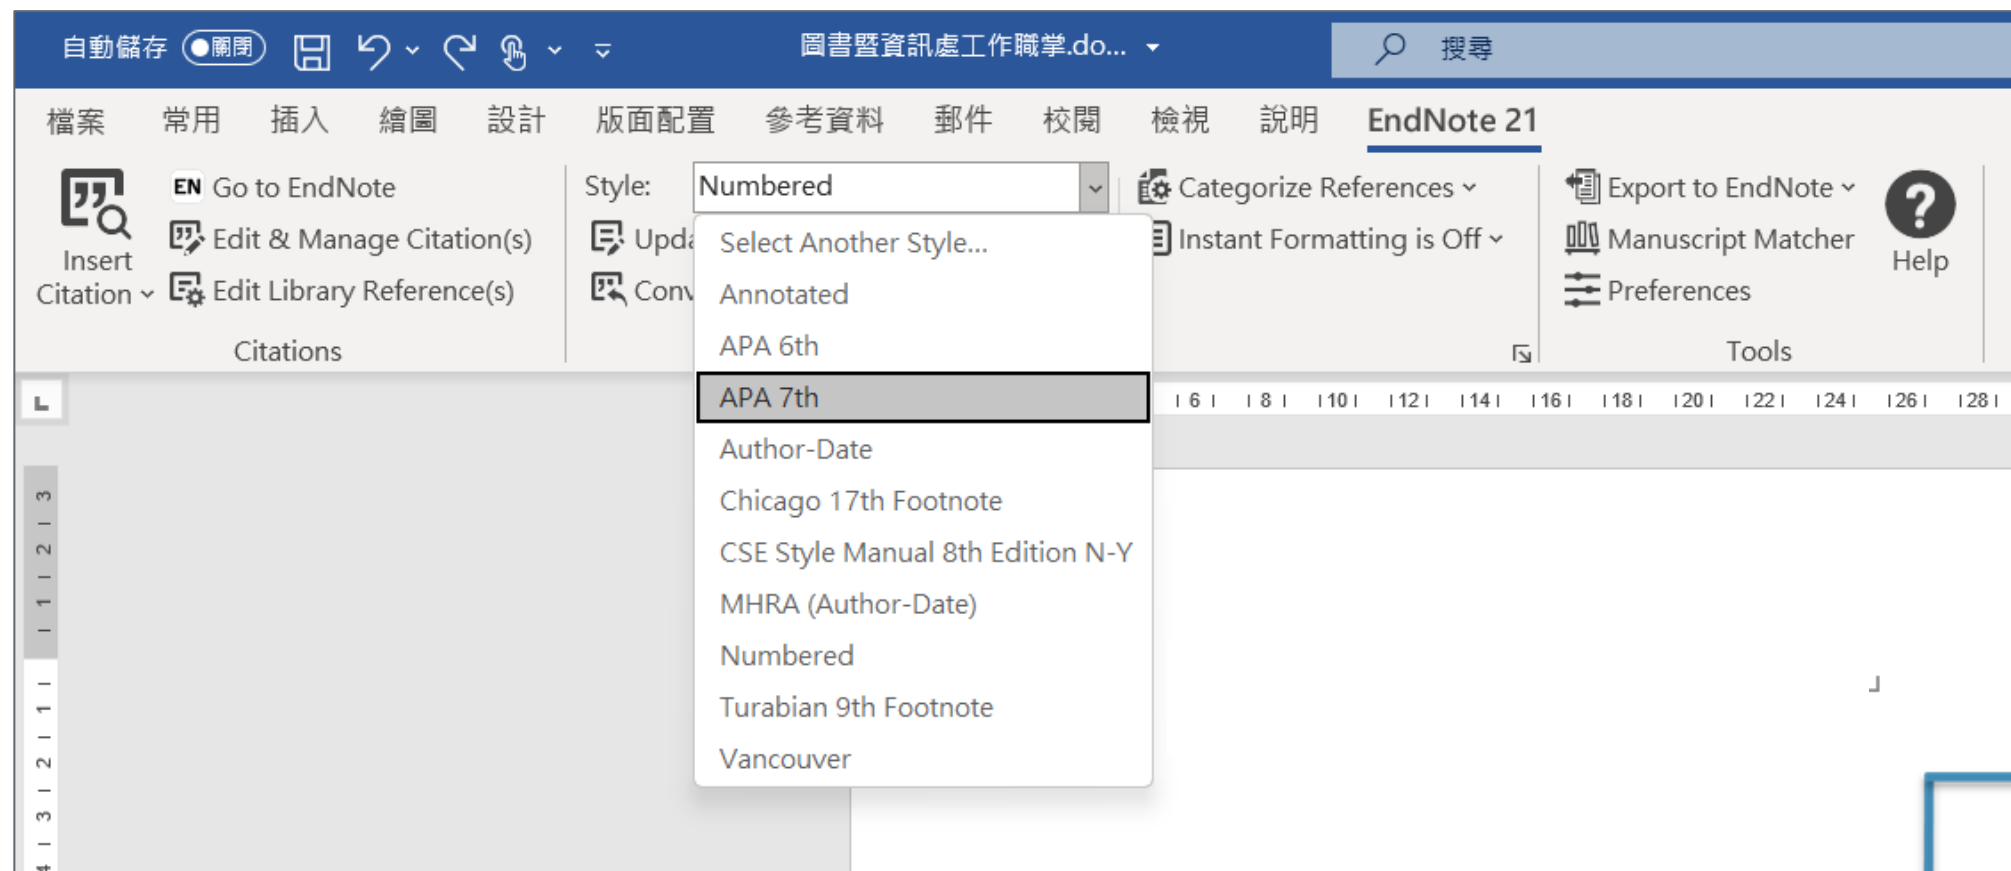 自動儲存 關閉 圖書暨資訊處工作職掌.do... 搜尋
檔案 常用 插入 繪圖 設計 版面配置 參考資料 郵件 校閱 檢視 說明 EndNote 21
Insert
Citation
EN Go to EndNote
Edit & Manage Citation(s)
Edit Library Reference(s)
Citations
Style: Numbered
Upda
Conv
Select Another Style...
Annotated
APA 6th
APA 7th
Author-Date
Chicago 17th Footnote
CSE Style Manual 8th Edition N-Y
MHRA (Author-Date)
Numbered
Turabian 9th Footnote
Vancouver
Categorize References
Instant Formatting is Off
Export to EndNote
Manuscript Matcher
Preferences
Help
Tools
6 8 10 12 14 16 18 20 22 24 26 28
3
2
1
1
2
3
4